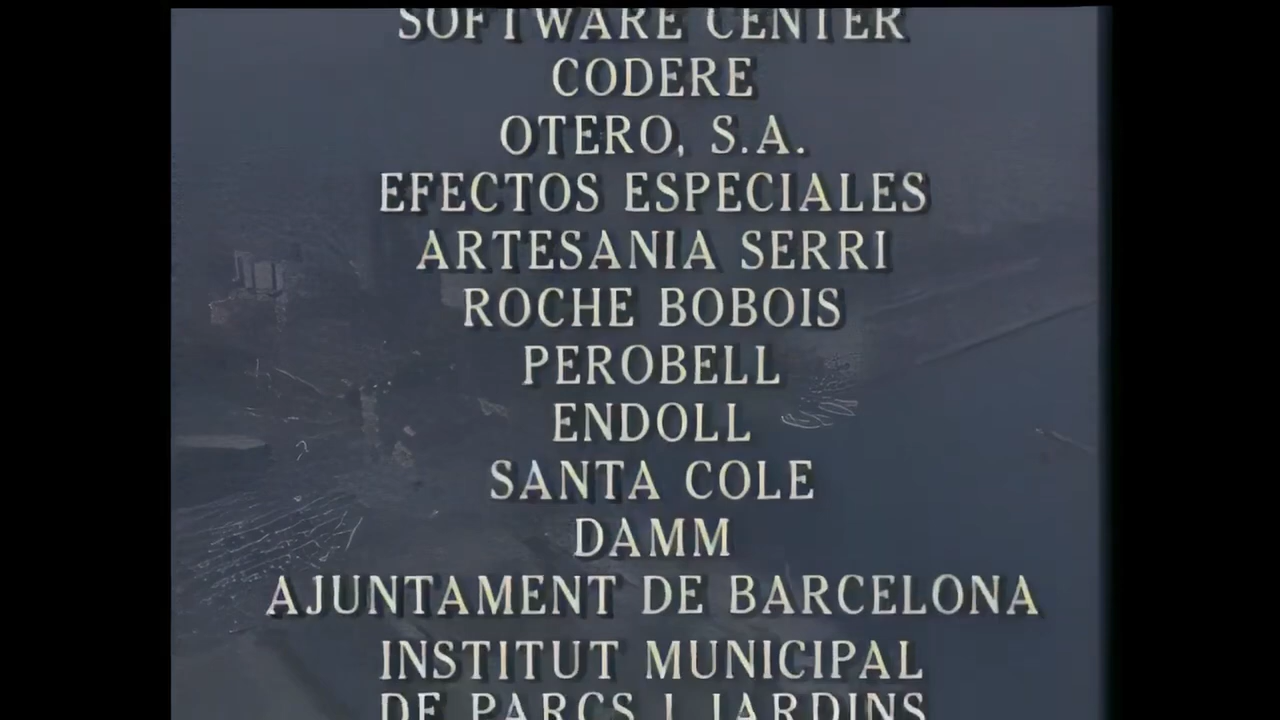 SOFTWARE CENTER
CODERE
OTERO, S.A.
EFECTOS ESPECIALES
ARTESANIA SERRI
ROCHE BOBOIS
PEROBELL
ENDOLL
SANTA COLE
DAMM
AJUNTAMENT DE BARCELONA
INSTITUT MUNICIPAL
DE PARCS I JARDINS